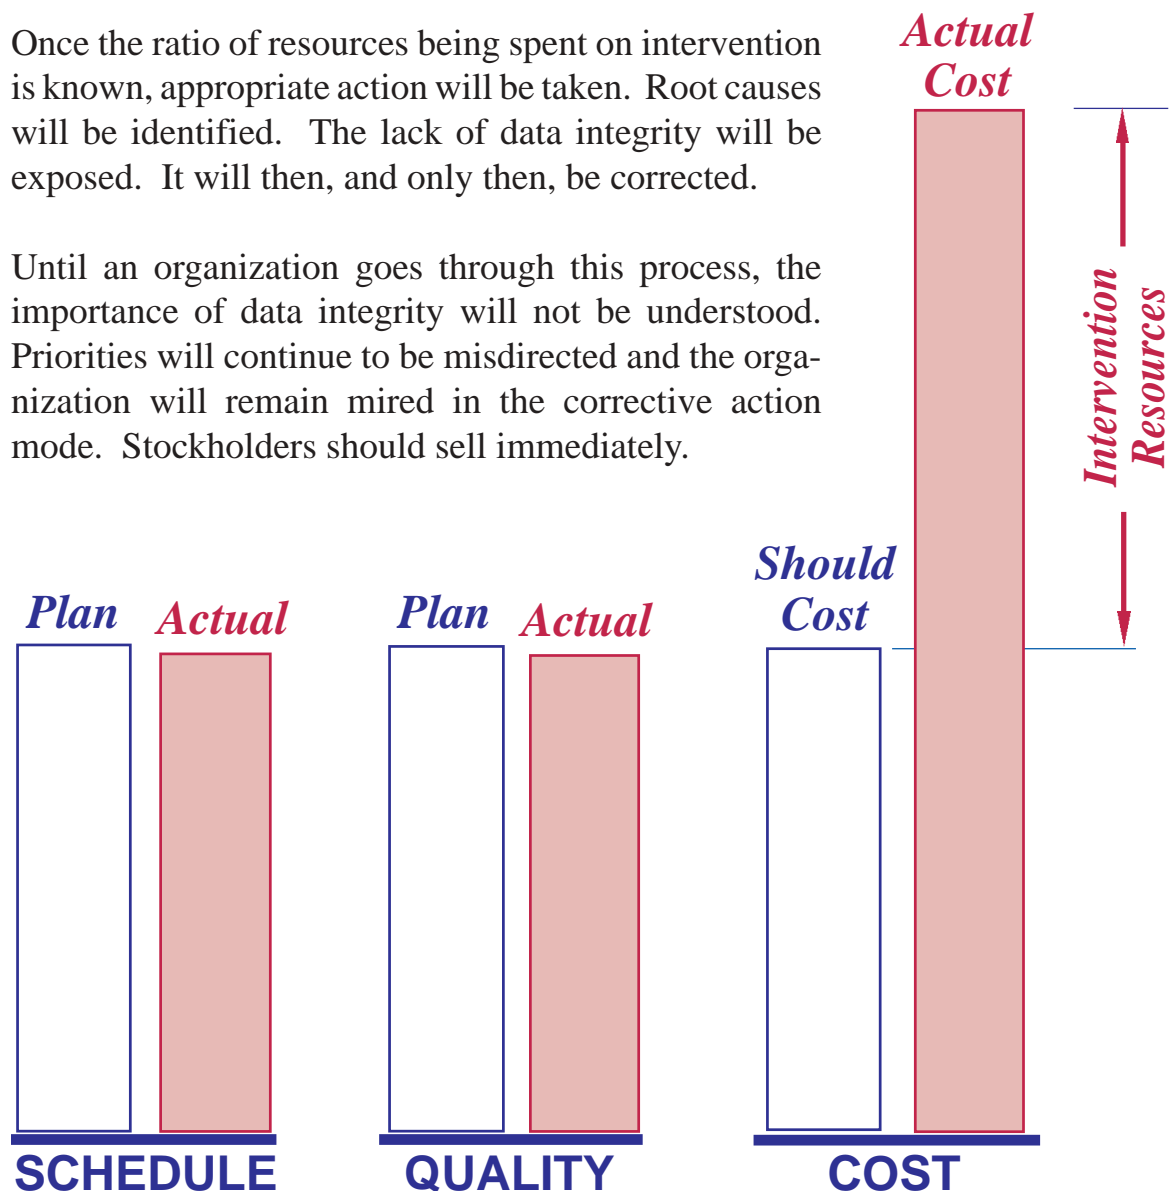 Once the ratio of resources being spent on intervention
is known, appropriate action will be taken. Root causes
will be identified. The lack of data integrity will be
exposed. It will then, and only then, be corrected.
Until an organization goes through this process, the
importance of data integrity will not be understood.
Priorities will continue to be misdirected and the orga-
nization will remain mired in the corrective action
mode. Stockholders should sell immediately.
Actual
Cost
Intervention
Resources
Should
Cost
Plan
Actual
Plan
Actual
SCHEDULE
QUALITY
COST